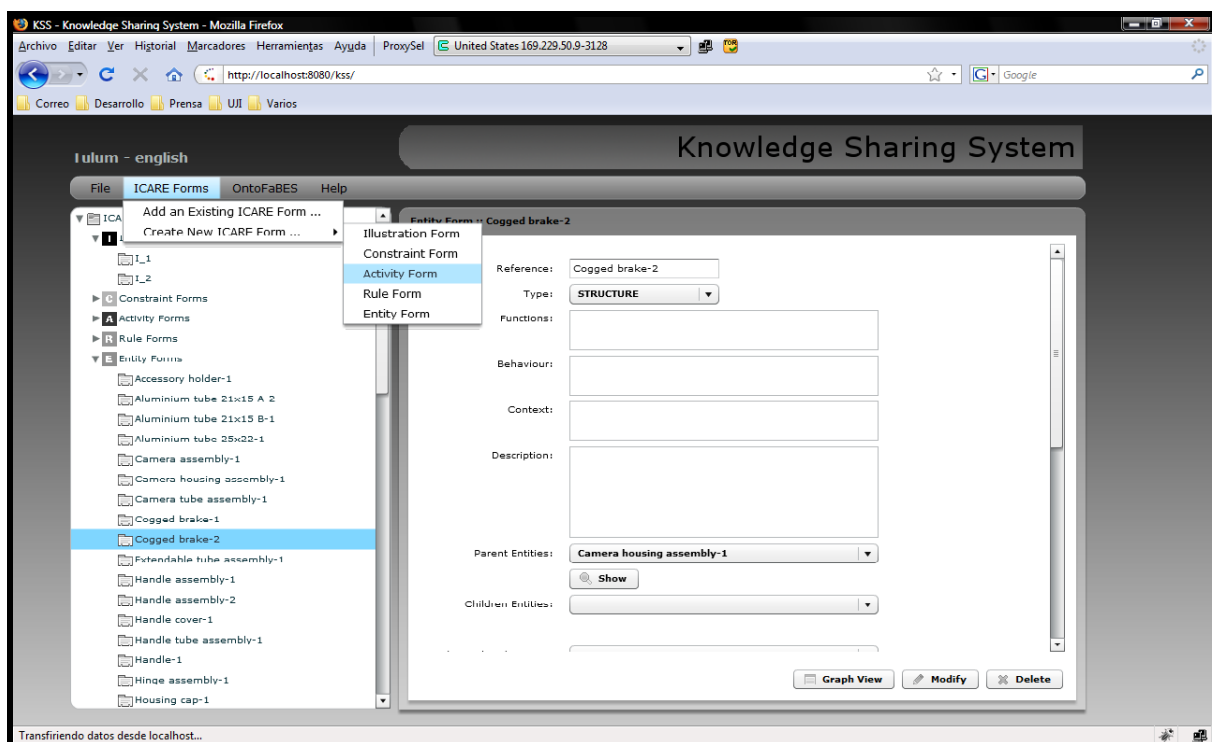 KSS - Knowledge Sharing System - Mozilla Firefox
Archivo Editar Ver Historial Marcadores Herramientas Ayuda ProxySel United States 169.229.50.9-3128
http://localhost:8080/kss/
Google
Correo Desarrollo Prensa UJI Varios
Knowledge Sharing System
Tulum - english
File ICARE Forms OntoFaBES Help
Add an Existing ICARE Form ...
Create New ICARE Form ...
Illustration Form
Constraint Form
Activity Form
Rule Form
Entity Form
ICA
I
I_1
I_2
C Constraint Forms
A Activity Forms
R Rule Forms
E Entity Forms
Accessory holder-1
Aluminium tube 21x15 A-2
Aluminium tube 21x15 B-1
Aluminium tube 25x22-1
Camera assembly-1
Camera housing assembly-1
Camera tube assembly-1
Cogged brake-1
Cogged brake-2
Extendable tube assembly-1
Handle assembly-1
Handle assembly-2
Handle cover-1
Handle tube assembly-1
Handle-1
Hinge assembly-1
Housing cap-1
Entity Form :: Cogged brake-2
Reference: Cogged brake-2
Type: STRUCTURE
Functions:
Behaviour:
Context:
Description:
Parent Entities: Camera housing assembly-1
Show
Children Entities:
Graph View Modify Delete
Transfiriendo datos desde localhost...